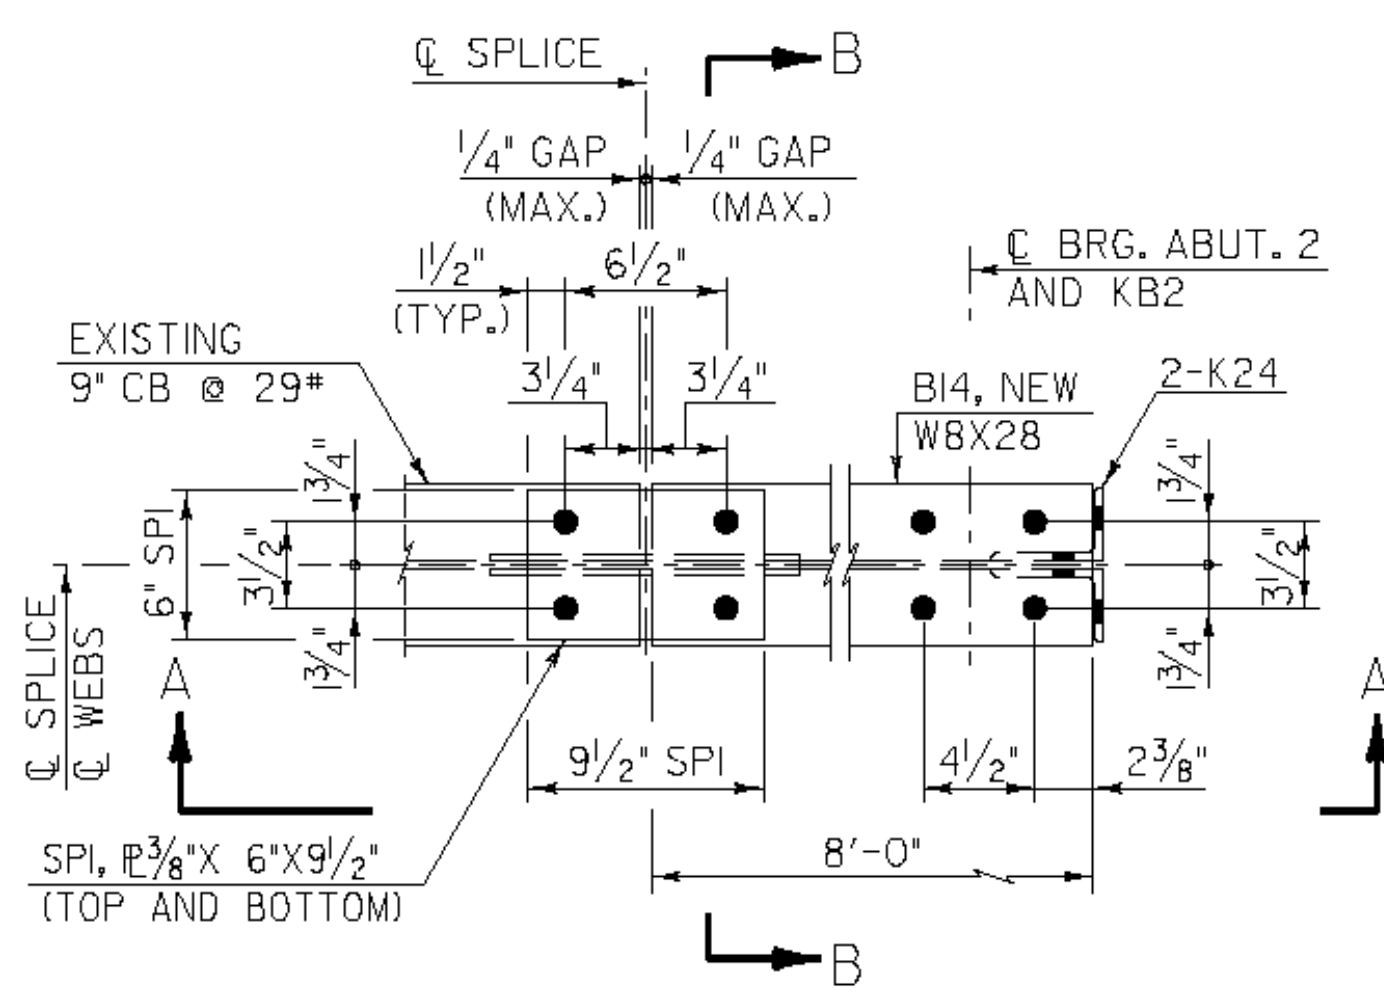 ℄ SPLICE
B
1/4" GAP
(MAX.)
1/4" GAP
(MAX.)
℄ BRG. ABUT. 2
AND KB2
1 1/2"
(TYP.)
6 1/2"
EXISTING
9" CB @ 29#
3 1/4"
3 1/4"
B14, NEW
W8X28
2-K24
1 3/4"
1 3/4"
6" SP1
3 1/2"
3 1/2"
1 3/4"
1 3/4"
℄ SPLICE
℄ WEBS
A
A
9 1/2" SP1
4 1/2"
2 3/8"
SP1, ⅊ 3/8" X 6"X9 1/2"
(TOP AND BOTTOM)
8'-0"
B